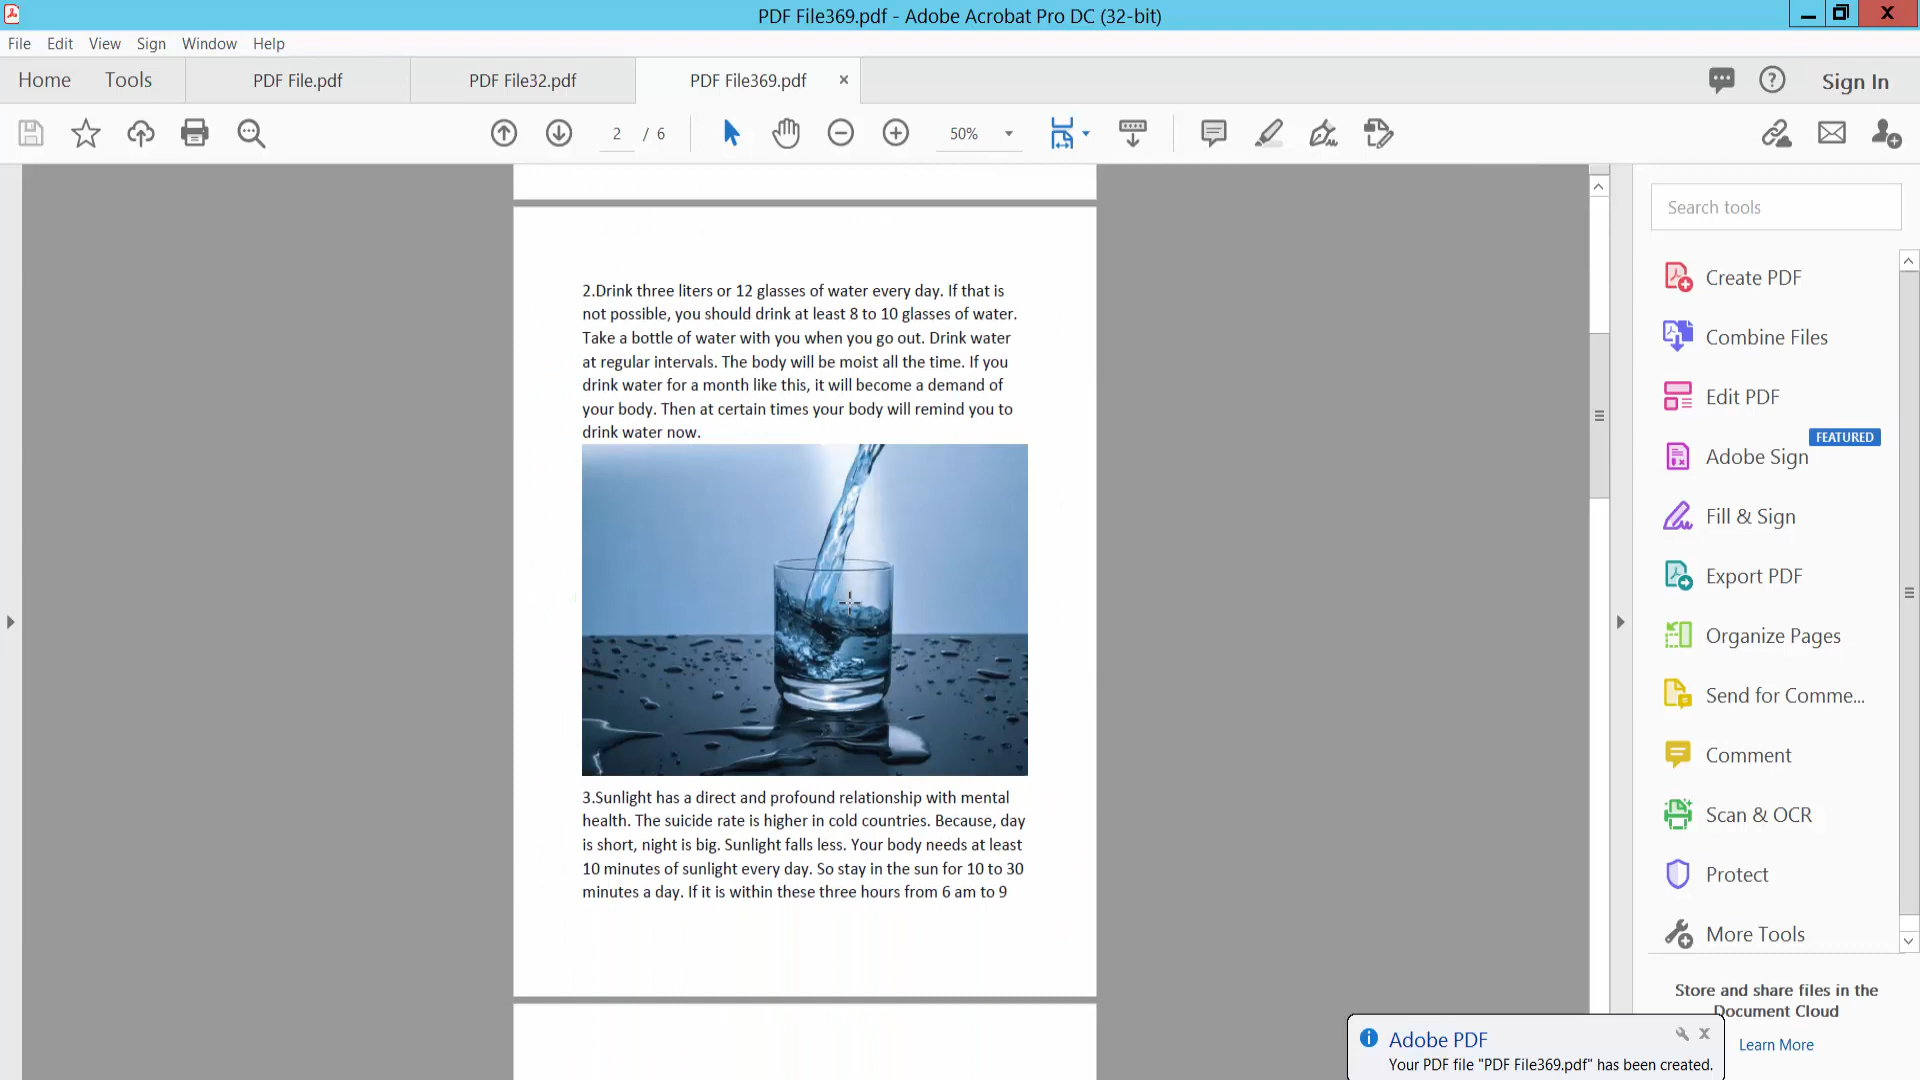 PDF File369.pdf - Adobe Acrobat Pro DC (32-bit)
File Edit View Sign Window Help
Home Tools PDF File.pdf PDF File32.pdf PDF File369.pdf Sign In
2 / 6 50%
2.Drink three liters or 12 glasses of water every day. If that is
not possible, you should drink at least 8 to 10 glasses of water.
Take a bottle of water with you when you go out. Drink water
at regular intervals. The body will be moist all the time. If you
drink water for a month like this, it will become a demand of
your body. Then at certain times your body will remind you to
drink water now.
3.Sunlight has a direct and profound relationship with mental
health. The suicide rate is higher in cold countries. Because, day
is short, night is big. Sunlight falls less. Your body needs at least
10 minutes of sunlight every day. So stay in the sun for 10 to 30
minutes a day. If it is within these three hours from 6 am to 9
Search tools
Create PDF
Combine Files
Edit PDF
FEATURED
Adobe Sign
Fill & Sign
Export PDF
Organize Pages
Send for Comme...
Comment
Scan & OCR
Protect
More Tools
Store and share files in the
Document Cloud
Learn More
Adobe PDF
Your PDF file "PDF File369.pdf" has been created.